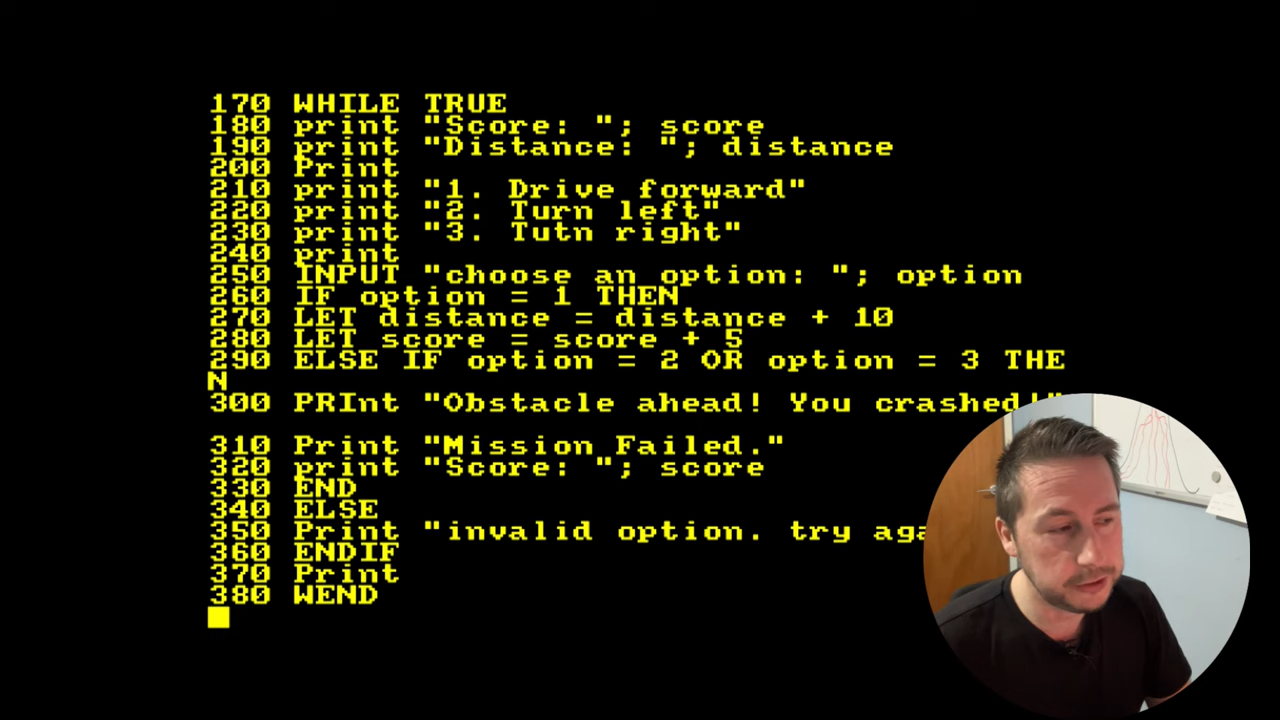 170 WHILE TRUE
180 print "Score: "; score
190 print "Distance: "; distance
200 Print
210 print "1. Drive forward"
220 print "2. Turn left"
230 print "3. Tutn right"
240 print
250 INPUT "choose an option: "; option
260 IF option = 1 THEN
270 LET distance = distance + 10
280 LET score = score + 5
290 ELSE IF option = 2 OR option = 3 THE
N
300 PRInt "Obstacle ahead! You crashed!"
310 Print "Mission Failed."
320 print "Score: "; score
330 END
340 ELSE
350 Print "invalid option. try
360 ENDIF
370 Print
380 WEND